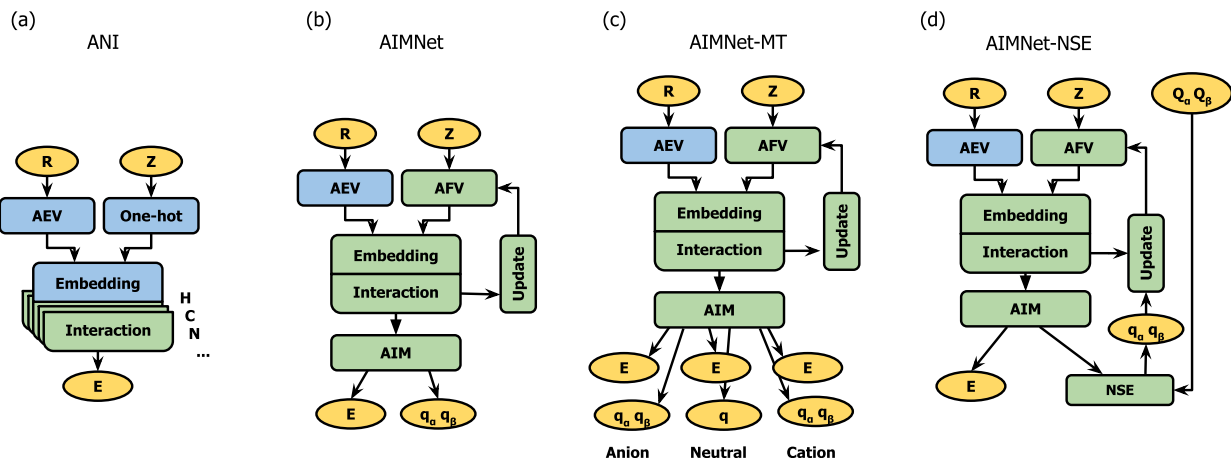 (a)
ANI
R
Z
AEV
One-hot
Embedding
Interaction
H
C
N
...
E
(b)
AIMNet
R
Z
AEV
AFV
Embedding
Interaction
Update
AIM
E
qα qβ
(c)
AIMNet-MT
R
Z
AEV
AFV
Embedding
Interaction
Update
AIM
E
E
E
qα qβ
q
qα qβ
Anion
Neutral
Cation
(d)
AIMNet-NSE
R
Z
Qα Qβ
AEV
AFV
Embedding
Interaction
Update
AIM
qα qβ
E
NSE